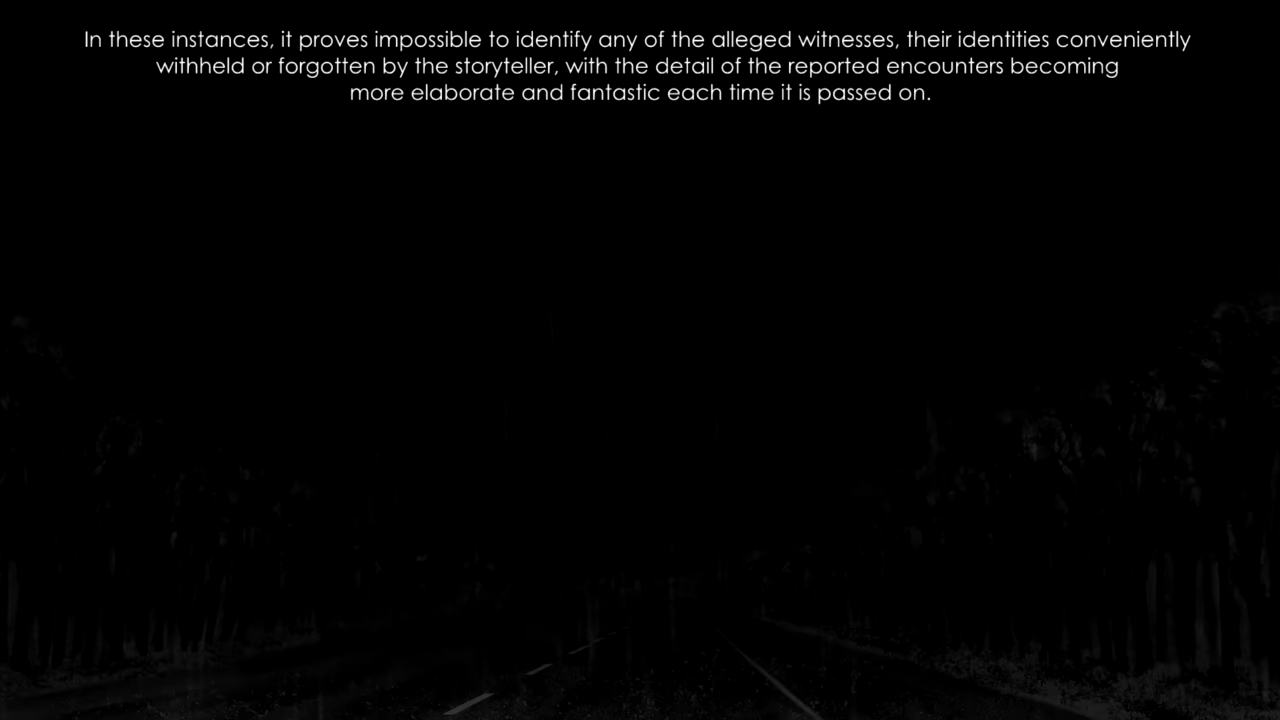 In these instances, it proves impossible to identify any of the alleged witnesses, their identities conveniently
withheld or forgotten by the storyteller, with the detail of the reported encounters becoming
more elaborate and fantastic each time it is passed on.